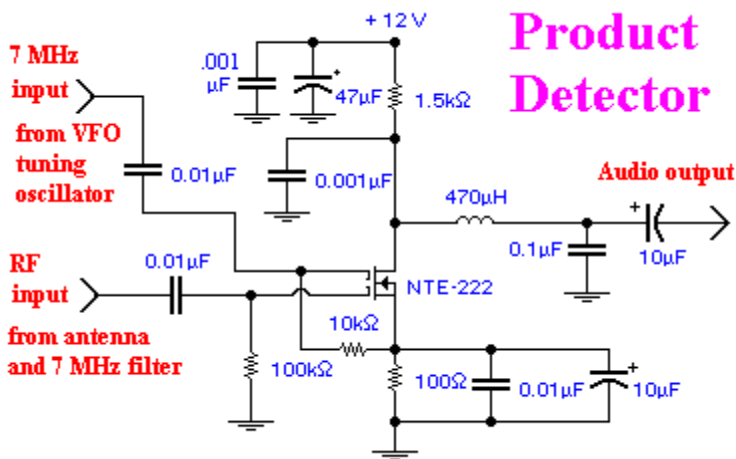 Product
Detector
+ 12 V
7 MHz
input
from VFO
tuning
oscillator
.001
µF
47µF
+
1.5kΩ
0.01µF
0.001µF
470µH
Audio output
+
0.1µF
10µF
RF
input
from antenna
and 7 MHz filter
0.01µF
NTE-222
10kΩ
100kΩ
100Ω
0.01µF
+
10µF